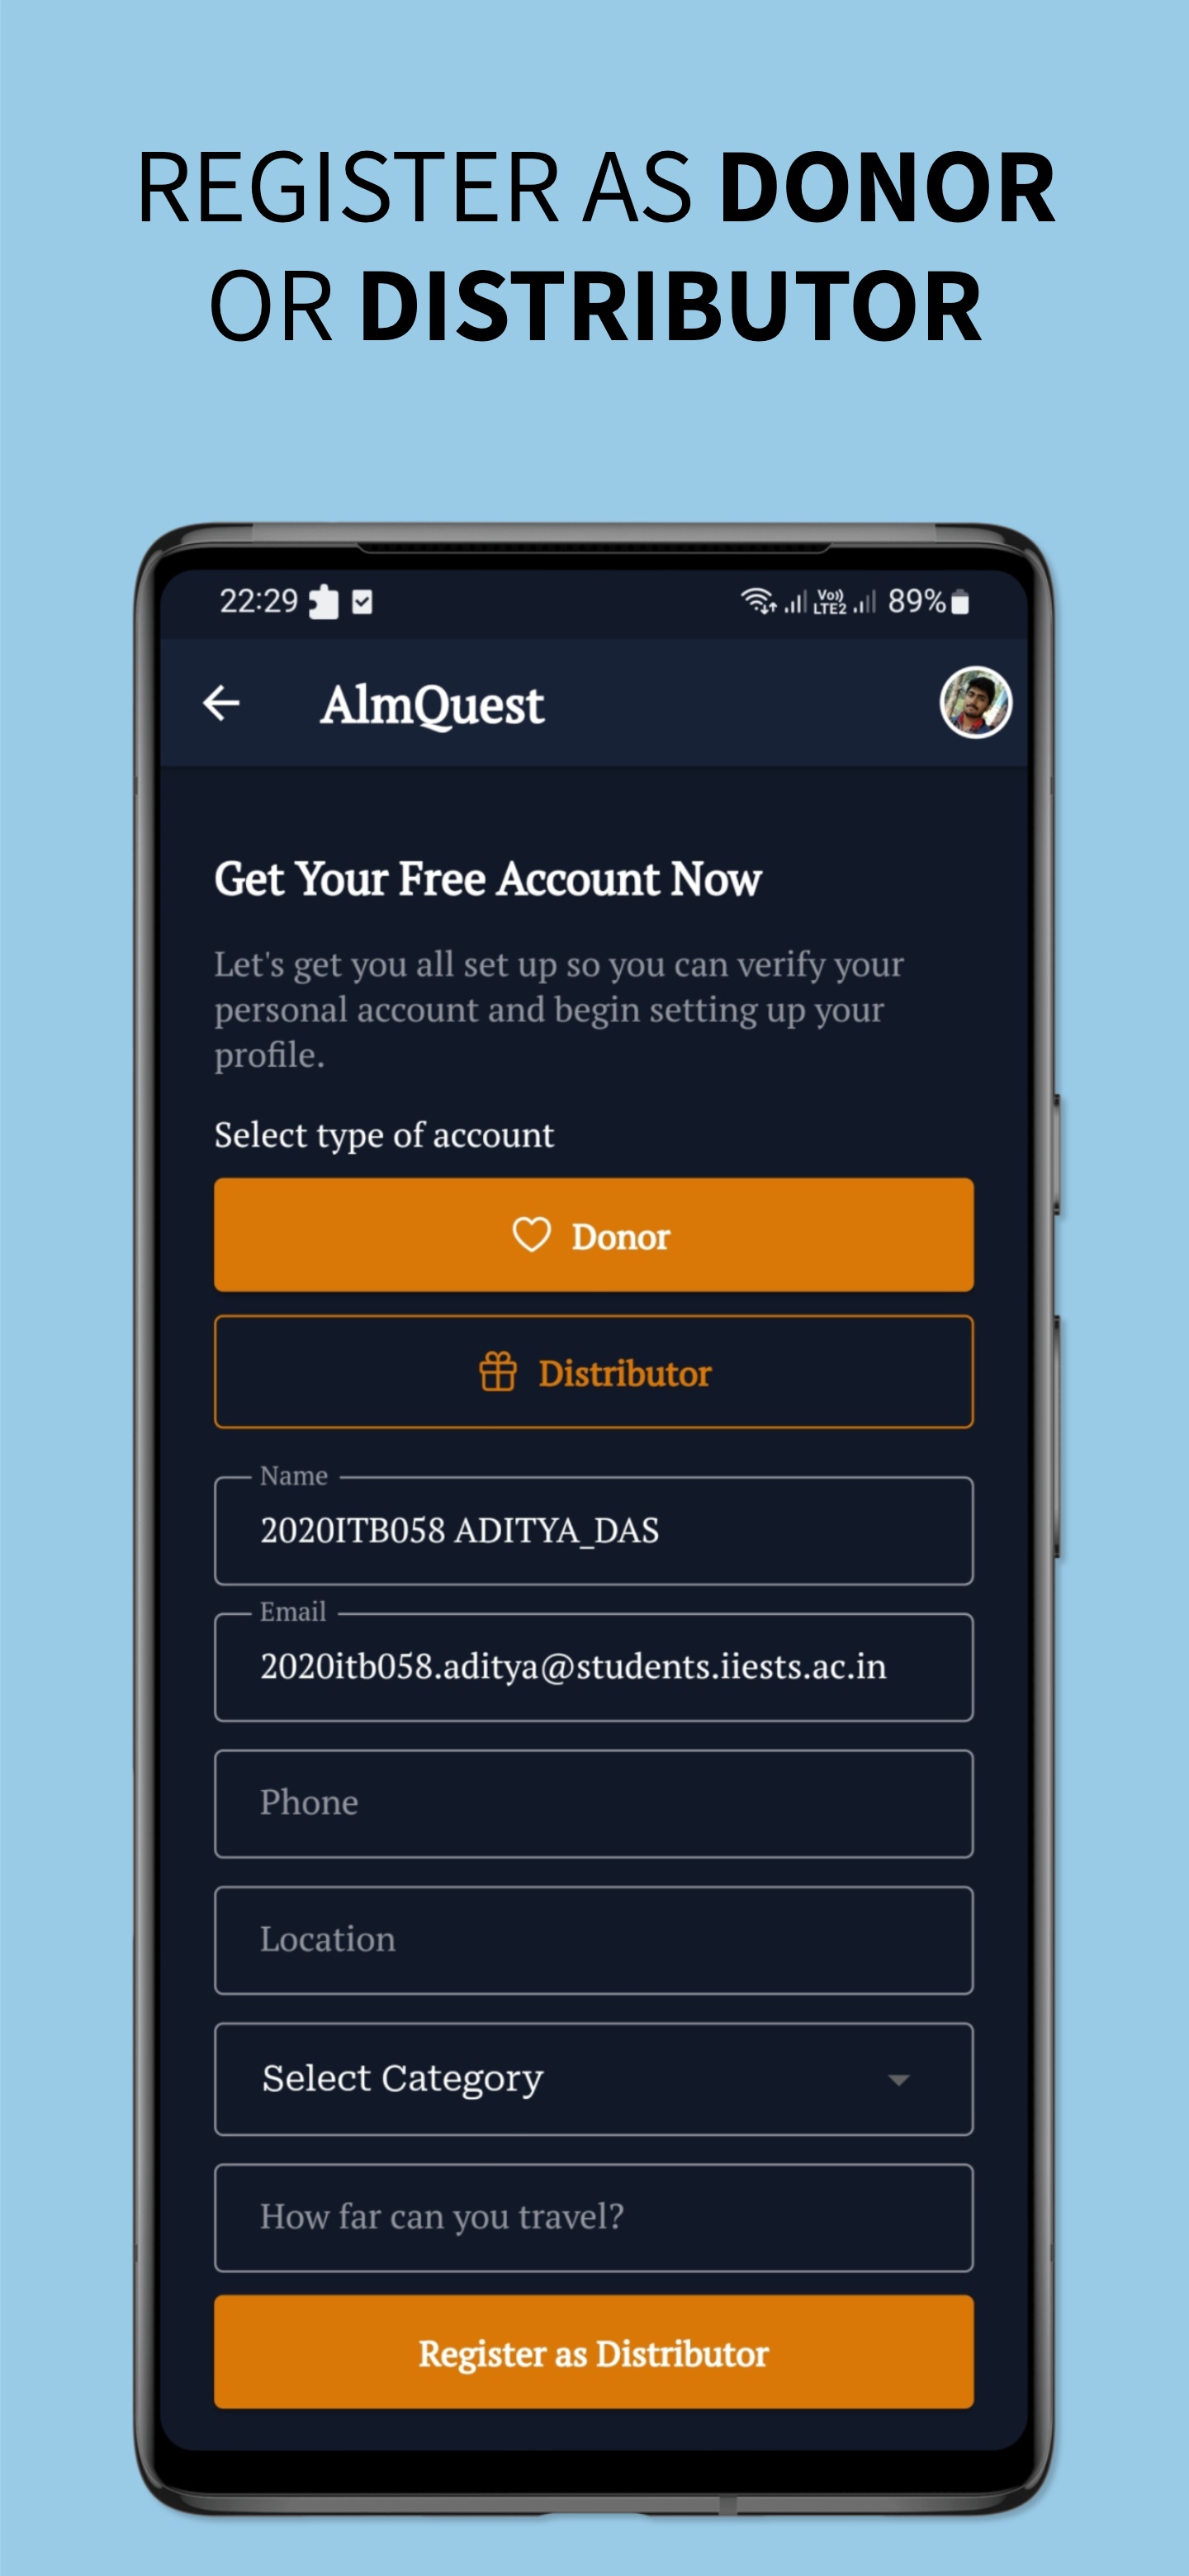 REGISTER AS DONOR
OR DISTRIBUTOR
22:29
Vo)) LTE2
89%
AlmQuest
Get Your Free Account Now
Let's get you all set up so you can verify your
personal account and begin setting up your
profile.
Select type of account
Donor
Distributor
Name
2020ITB058 ADITYA_DAS
Email
2020itb058.aditya@students.iiests.ac.in
Phone
Location
Select Category
How far can you travel?
Register as Distributor